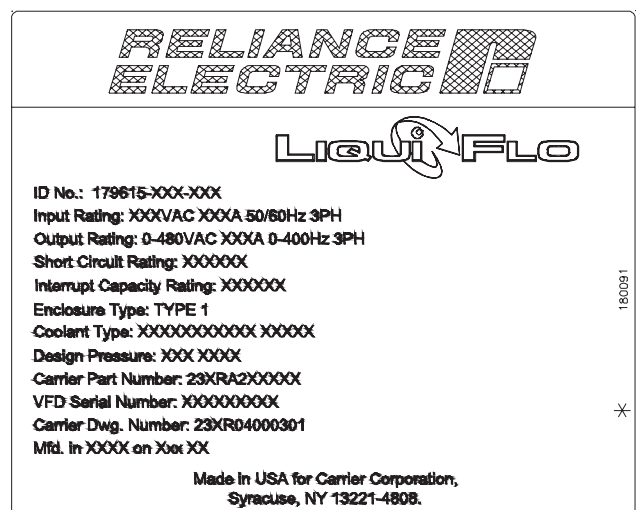 RELIANCE
ELECTRIC
LIQUIFLO
ID No.: 179615-XXX-XXX
Input Rating: XXXVAC XXXA 50/60Hz 3PH
Output Rating: 0-480VAC XXXA 0-400Hz 3PH
Short Circuit Rating: XXXXXX
Interrupt Capacity Rating: XXXXXX
Enclosure Type: TYPE 1
Coolant Type: XXXXXXXXXXX XXXXX
Design Pressure: XXX XXXX
Carrier Part Number: 23XRA2XXXXX
VFD Serial Number: XXXXXXXXX
Carrier Dwg. Number: 23XR04000301
Mfd. in XXXX on Xxx XX
Made in USA for Carrier Corporation,
Syracuse, NY 13221-4808.
180091